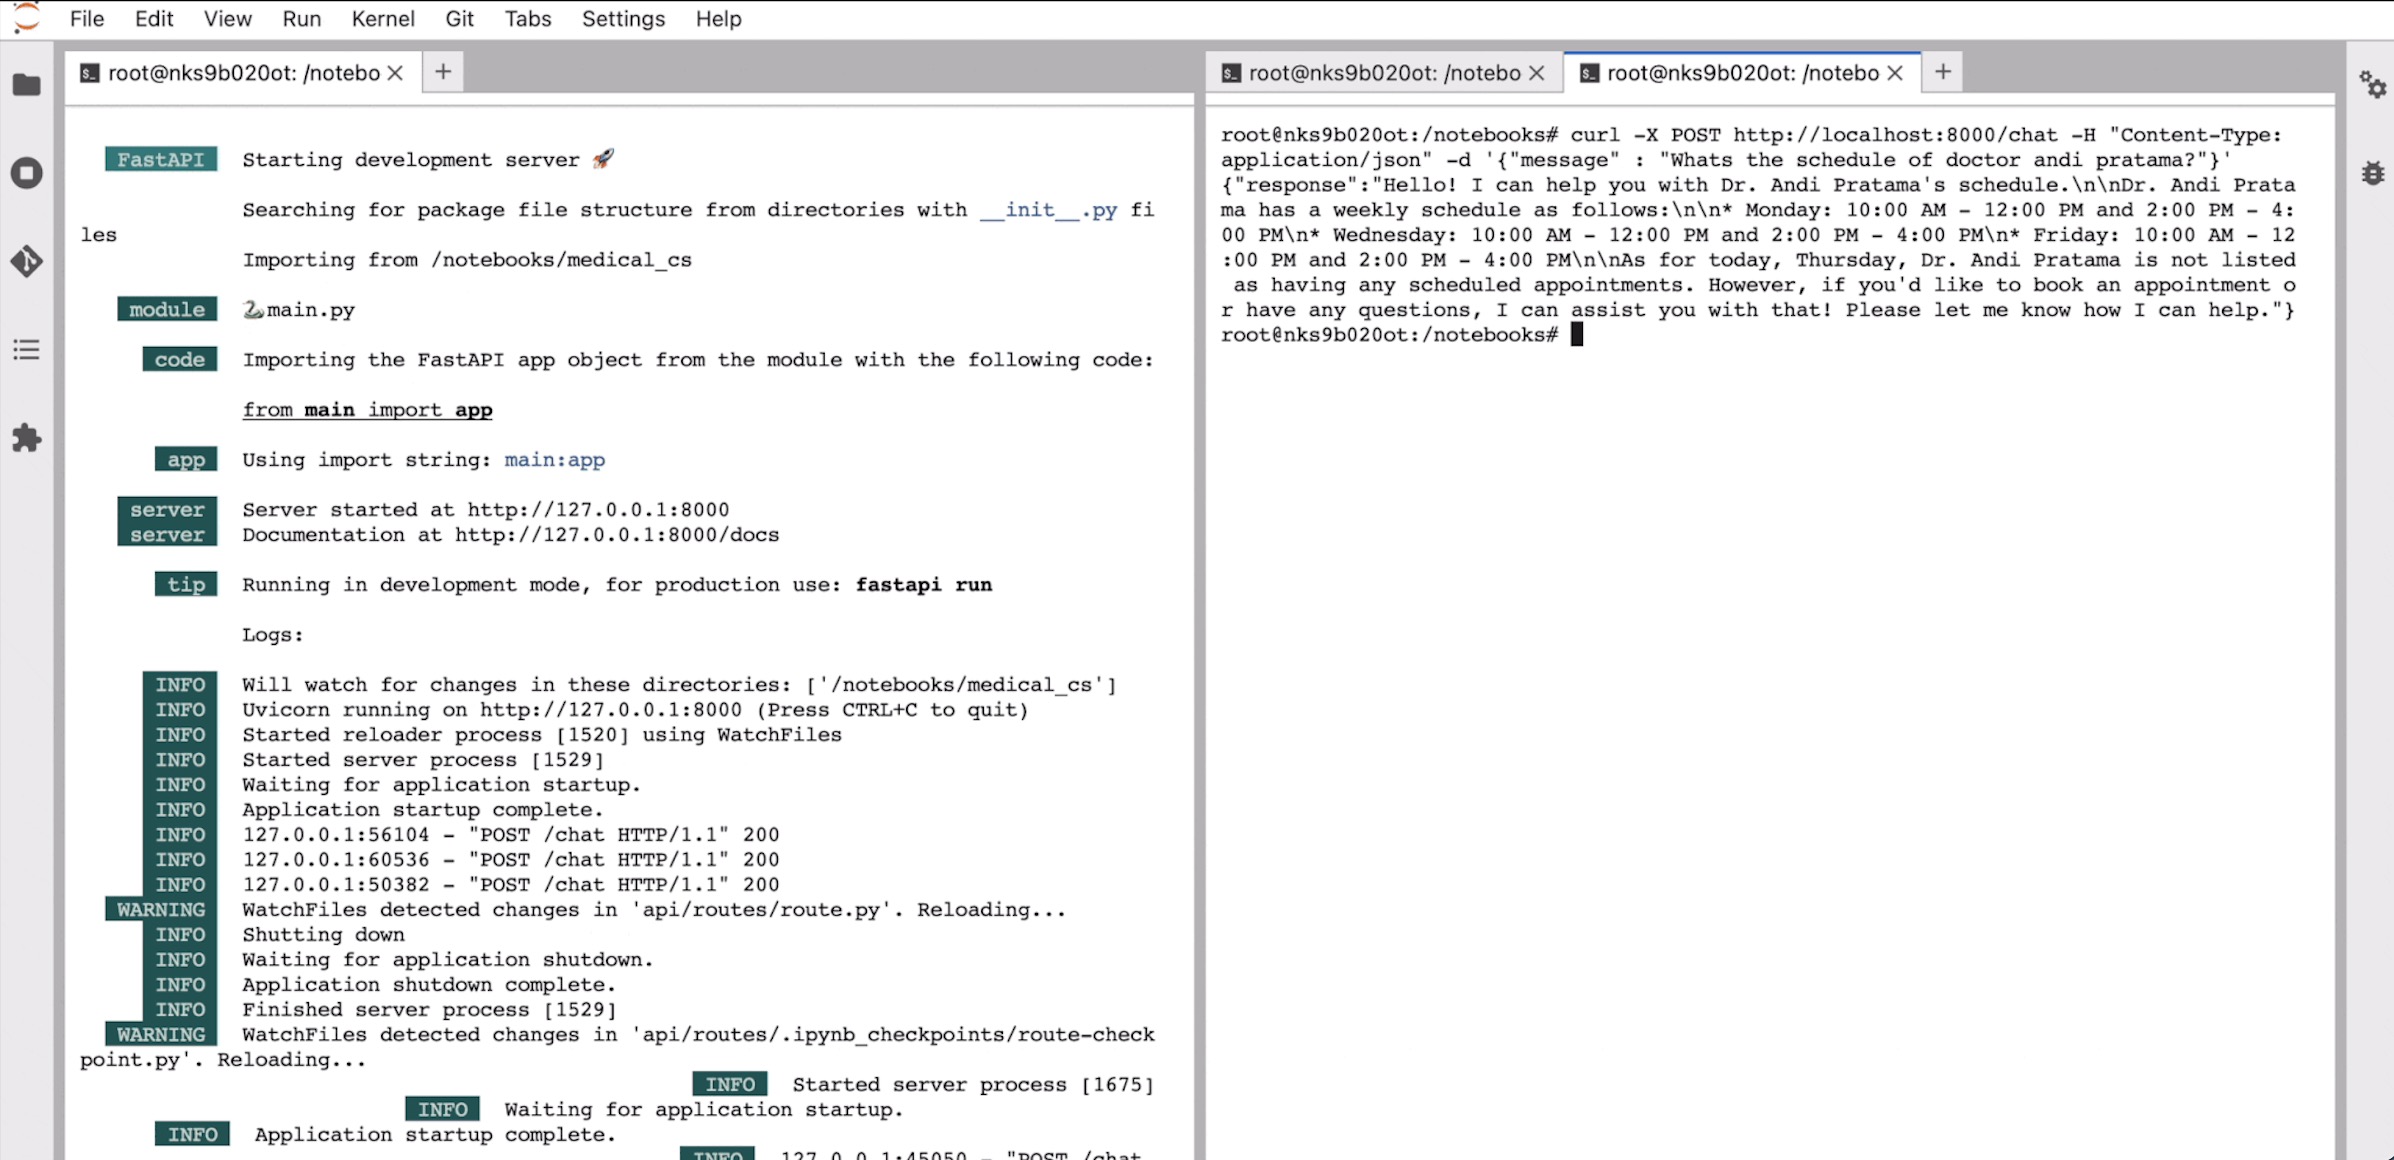 File Edit View Run Kernel Git Tabs Settings Help
root@nks9b020ot: /notebo
FastAPI Starting development server 🚀
Searching for package file structure from directories with __init__.py fi
les
Importing from /notebooks/medical_cs
module 🐍main.py
code Importing the FastAPI app object from the module with the following code:
from main import app
app Using import string: main:app
server Server started at http://127.0.0.1:8000
server Documentation at http://127.0.0.1:8000/docs
tip Running in development mode, for production use: fastapi run
Logs:
INFO Will watch for changes in these directories: ['/notebooks/medical_cs']
INFO Uvicorn running on http://127.0.0.1:8000 (Press CTRL+C to quit)
INFO Started reloader process [1520] using WatchFiles
INFO Started server process [1529]
INFO Waiting for application startup.
INFO Application startup complete.
INFO 127.0.0.1:56104 - "POST /chat HTTP/1.1" 200
INFO 127.0.0.1:60536 - "POST /chat HTTP/1.1" 200
INFO 127.0.0.1:50382 - "POST /chat HTTP/1.1" 200
WARNING WatchFiles detected changes in 'api/routes/route.py'. Reloading...
INFO Shutting down
INFO Waiting for application shutdown.
INFO Application shutdown complete.
INFO Finished server process [1529]
WARNING WatchFiles detected changes in 'api/routes/.ipynb_checkpoints/route-check
point.py'. Reloading...
INFO Started server process [1675]
INFO Waiting for application startup.
INFO Application startup complete.
INFO 127.0.0.1:45050 - "POST /chat
root@nks9b020ot: /notebo root@nks9b020ot: /notebo
root@nks9b020ot:/notebooks# curl -X POST http://localhost:8000/chat -H "Content-Type:
application/json" -d '{"message" : "Whats the schedule of doctor andi pratama?"}'
{"response":"Hello! I can help you with Dr. Andi Pratama's schedule.\n\nDr. Andi Prata
ma has a weekly schedule as follows:\n\n* Monday: 10:00 AM - 12:00 PM and 2:00 PM - 4:
00 PM\n* Wednesday: 10:00 AM - 12:00 PM and 2:00 PM - 4:00 PM\n* Friday: 10:00 AM - 12
:00 PM and 2:00 PM - 4:00 PM\n\nAs for today, Thursday, Dr. Andi Pratama is not listed
as having any scheduled appointments. However, if you'd like to book an appointment o
r have any questions, I can assist you with that! Please let me know how I can help."}
root@nks9b020ot:/notebooks#